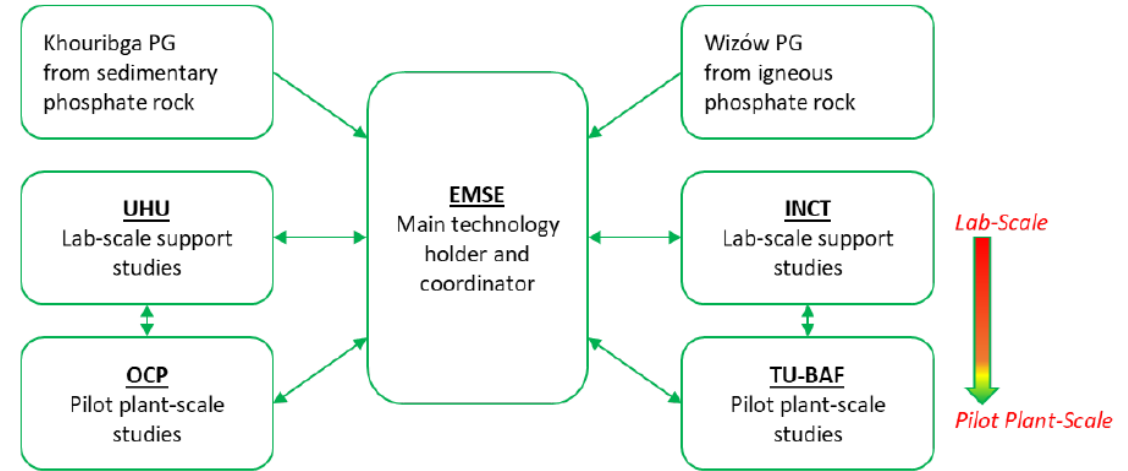 Khouribga PG
from sedimentary
phosphate rock
Wizów PG
from igneous
phosphate rock
EMSE
Main technology
holder and
coordinator
UHU
Lab-scale support
studies
INCT
Lab-scale support
studies
Lab-Scale
OCP
Pilot plant-scale
studies
TU-BAF
Pilot plant-scale
studies
Pilot Plant-Scale